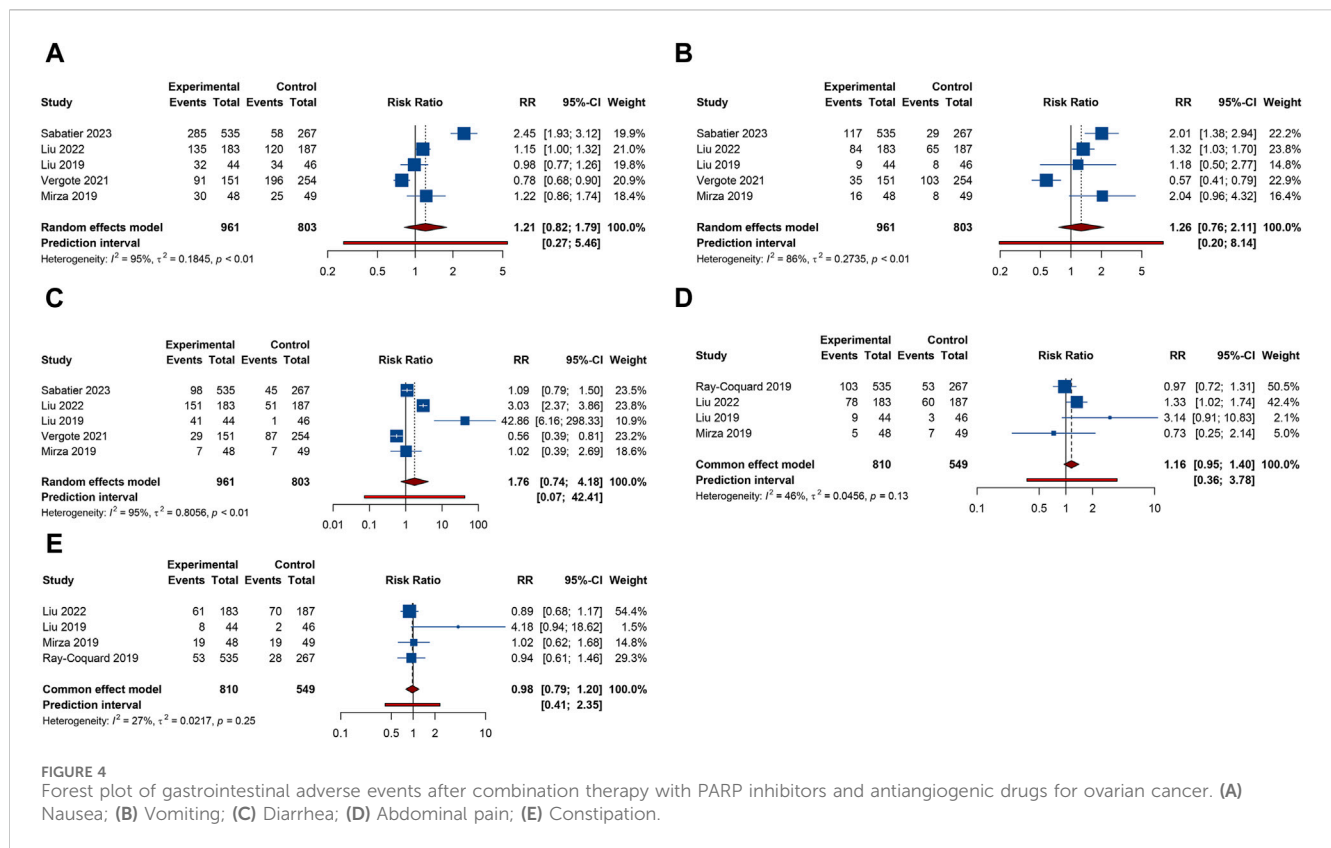 A
Experimental Control
Study Events Total Events Total Risk Ratio RR 95%-CI Weight
Sabatier 2023 285 535 58 267 2.45 [1.93; 3.12] 19.9%
Liu 2022 135 183 120 187 1.15 [1.00; 1.32] 21.0%
Liu 2019 32 44 34 46 0.98 [0.77; 1.26] 19.8%
Vergote 2021 91 151 196 254 0.78 [0.68; 0.90] 20.9%
Mirza 2019 30 48 25 49 1.22 [0.86; 1.74] 18.4%
Random effects model 961 803 1.21 [0.82; 1.79] 100.0%
Prediction interval [0.27; 5.46]
Heterogeneity: I² = 95%, τ² = 0.1845, p < 0.01
0.2 0.5 1 2 5
B
Experimental Control
Study Events Total Events Total Risk Ratio RR 95%-CI Weight
Sabatier 2023 117 535 29 267 2.01 [1.38; 2.94] 22.2%
Liu 2022 84 183 65 187 1.32 [1.03; 1.70] 23.8%
Liu 2019 9 44 8 46 1.18 [0.50; 2.77] 14.8%
Vergote 2021 35 151 103 254 0.57 [0.41; 0.79] 22.9%
Mirza 2019 16 48 8 49 2.04 [0.96; 4.32] 16.4%
Random effects model 961 803 1.26 [0.76; 2.11] 100.0%
Prediction interval [0.20; 8.14]
Heterogeneity: I² = 86%, τ² = 0.2735, p < 0.01
0.2 0.5 1 2 5
C
Experimental Control
Study Events Total Events Total Risk Ratio RR 95%-CI Weight
Sabatier 2023 98 535 45 267 1.09 [0.79; 1.50] 23.5%
Liu 2022 151 183 51 187 3.03 [2.37; 3.86] 23.8%
Liu 2019 41 44 1 46 42.86 [6.16; 298.33] 10.9%
Vergote 2021 29 151 87 254 0.56 [0.39; 0.81] 23.2%
Mirza 2019 7 48 7 49 1.02 [0.39; 2.69] 18.6%
Random effects model 961 803 1.76 [0.74; 4.18] 100.0%
Prediction interval [0.07; 42.41]
Heterogeneity: I² = 95%, τ² = 0.8056, p < 0.01
0.01 0.1 1 10 100
D
Experimental Control
Study Events Total Events Total Risk Ratio RR 95%-CI Weight
Ray-Coquard 2019 103 535 53 267 0.97 [0.72; 1.31] 50.5%
Liu 2022 78 183 60 187 1.33 [1.02; 1.74] 42.4%
Liu 2019 9 44 3 46 3.14 [0.91; 10.83] 2.1%
Mirza 2019 5 48 7 49 0.73 [0.25; 2.14] 5.0%
Common effect model 810 549 1.16 [0.95; 1.40] 100.0%
Prediction interval [0.36; 3.78]
Heterogeneity: I² = 46%, τ² = 0.0456, p = 0.13
0.1 0.5 1 2 10
E
Experimental Control
Study Events Total Events Total Risk Ratio RR 95%-CI Weight
Liu 2022 61 183 70 187 0.89 [0.68; 1.17] 54.4%
Liu 2019 8 44 2 46 4.18 [0.94; 18.62] 1.5%
Mirza 2019 19 48 19 49 1.02 [0.62; 1.68] 14.8%
Ray-Coquard 2019 53 535 28 267 0.94 [0.61; 1.46] 29.3%
Common effect model 810 549 0.98 [0.79; 1.20] 100.0%
Prediction interval [0.41; 2.35]
Heterogeneity: I² = 27%, τ² = 0.0217, p = 0.25
0.1 0.5 1 2 10
FIGURE 4
Forest plot of gastrointestinal adverse events after combination therapy with PARP inhibitors and antiangiogenic drugs for ovarian cancer. (A)
Nausea; (B) Vomiting; (C) Diarrhea; (D) Abdominal pain; (E) Constipation.